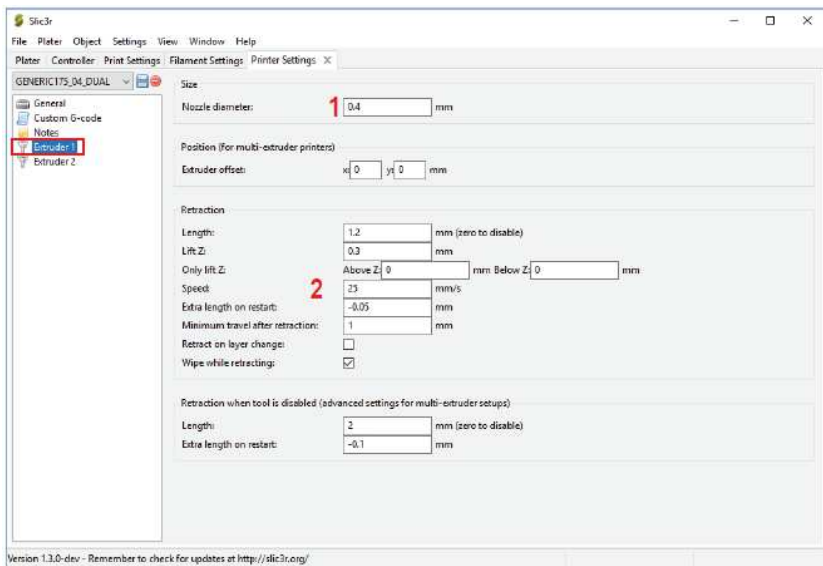 Slic3r
File Plater Object Settings View Window Help
Plater Controller Print Settings Filament Settings Printer Settings
GENERIC175_04_DUAL
General
Custom G-code
Notes
Extruder 1
Extruder 2
Size
Nozzle diameter: 1 0.4 mm
Position (for multi-extruder printers)
Extruder offset: x: 0 y: 0 mm
Retraction
Length: 1.2 mm (zero to disable)
Lift Z: 0.3 mm
Only lift Z: Above Z: 0 mm Below Z: 0 mm
Speed: 2 25 mm/s
Extra length on restart: -0.05 mm
Minimum travel after retraction: 1 mm
Retract on layer change:
Wipe while retracting:
Retraction when tool is disabled (advanced settings for multi-extruder setups)
Length: 2 mm (zero to disable)
Extra length on restart: -0.1 mm
Version 1.3.0-dev - Remember to check for updates at http://slic3r.org/